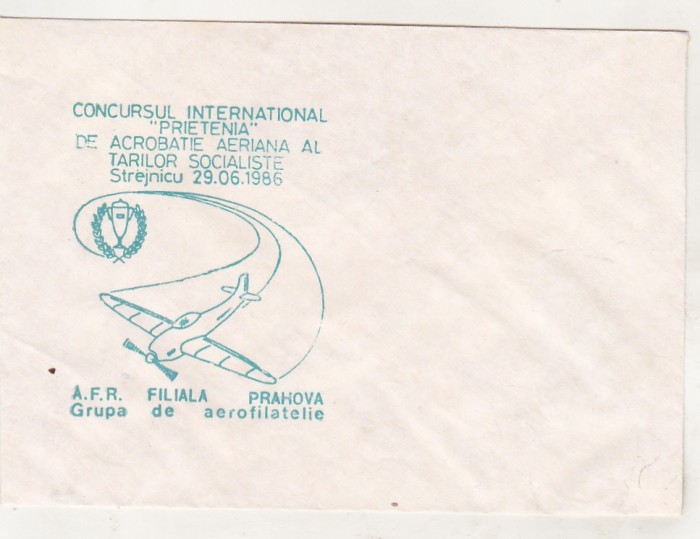 CONCURSUL INTERNATIONAL
"PRIETENIA"
DE ACROBATIE AERIANA AL
TARILOR SOCIALISTE
Strejnicu 29.06.1986
A.F.R. FILIALA PRAHOVA
Grupa de aerofilatelie